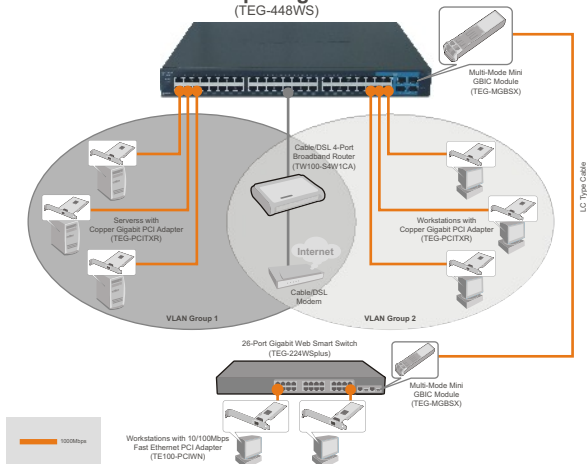 (TEG-448WS)
Multi-Mode Mini
GBIC Module
(TEG-MGBSX)
LC Type Cable
Cable/DSL 4-Port
Broadband Router
(TW100-S4W1CA)
Serverss with
Copper Gigabit PCI Adapter
(TEG-PCITXR)
Workstations with
Copper Gigabit PCI Adapter
(TEG-PCITXR)
Internet
Cable/DSL
Modem
VLAN Group 1
VLAN Group 2
26-Port Gigabit Web Smart Switch
(TEG-224WSplus)
Multi-Mode Mini
GBIC Module
(TEG-MGBSX)
Workstations with 10/100Mbps
Fast Ethernet PCI Adapter
(TE100-PCIWN)
1000Mbps